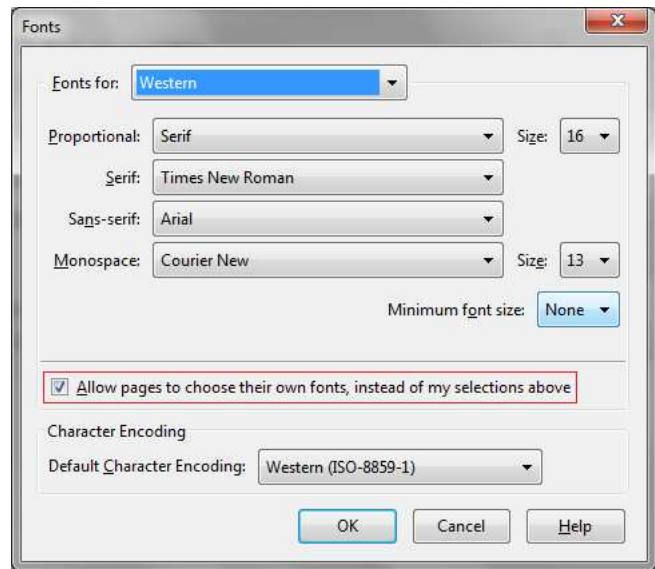 Fonts
Fonts for: Western
Proportional: Serif Size: 16
Serif: Times New Roman
Sans-serif: Arial
Monospace: Courier New Size: 13
Minimum font size: None
Allow pages to choose their own fonts, instead of my selections above
Character Encoding
Default Character Encoding: Western (ISO-8859-1)
OK Cancel Help